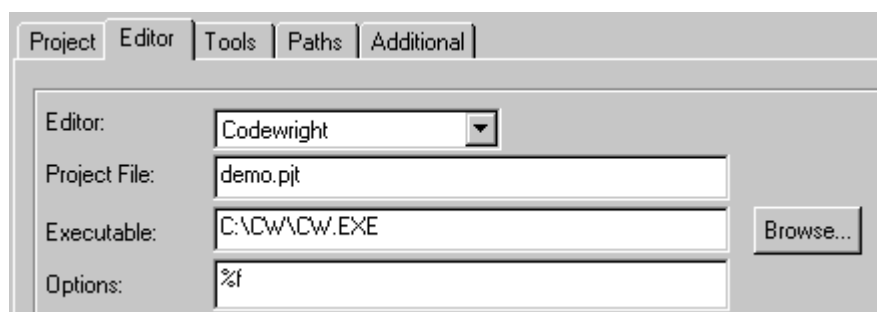 Project Editor Tools Paths Additional
Editor: Codewright
Project File: demo.pjt
Executable: C:\CW\CW.EXE Browse...
Options: %f